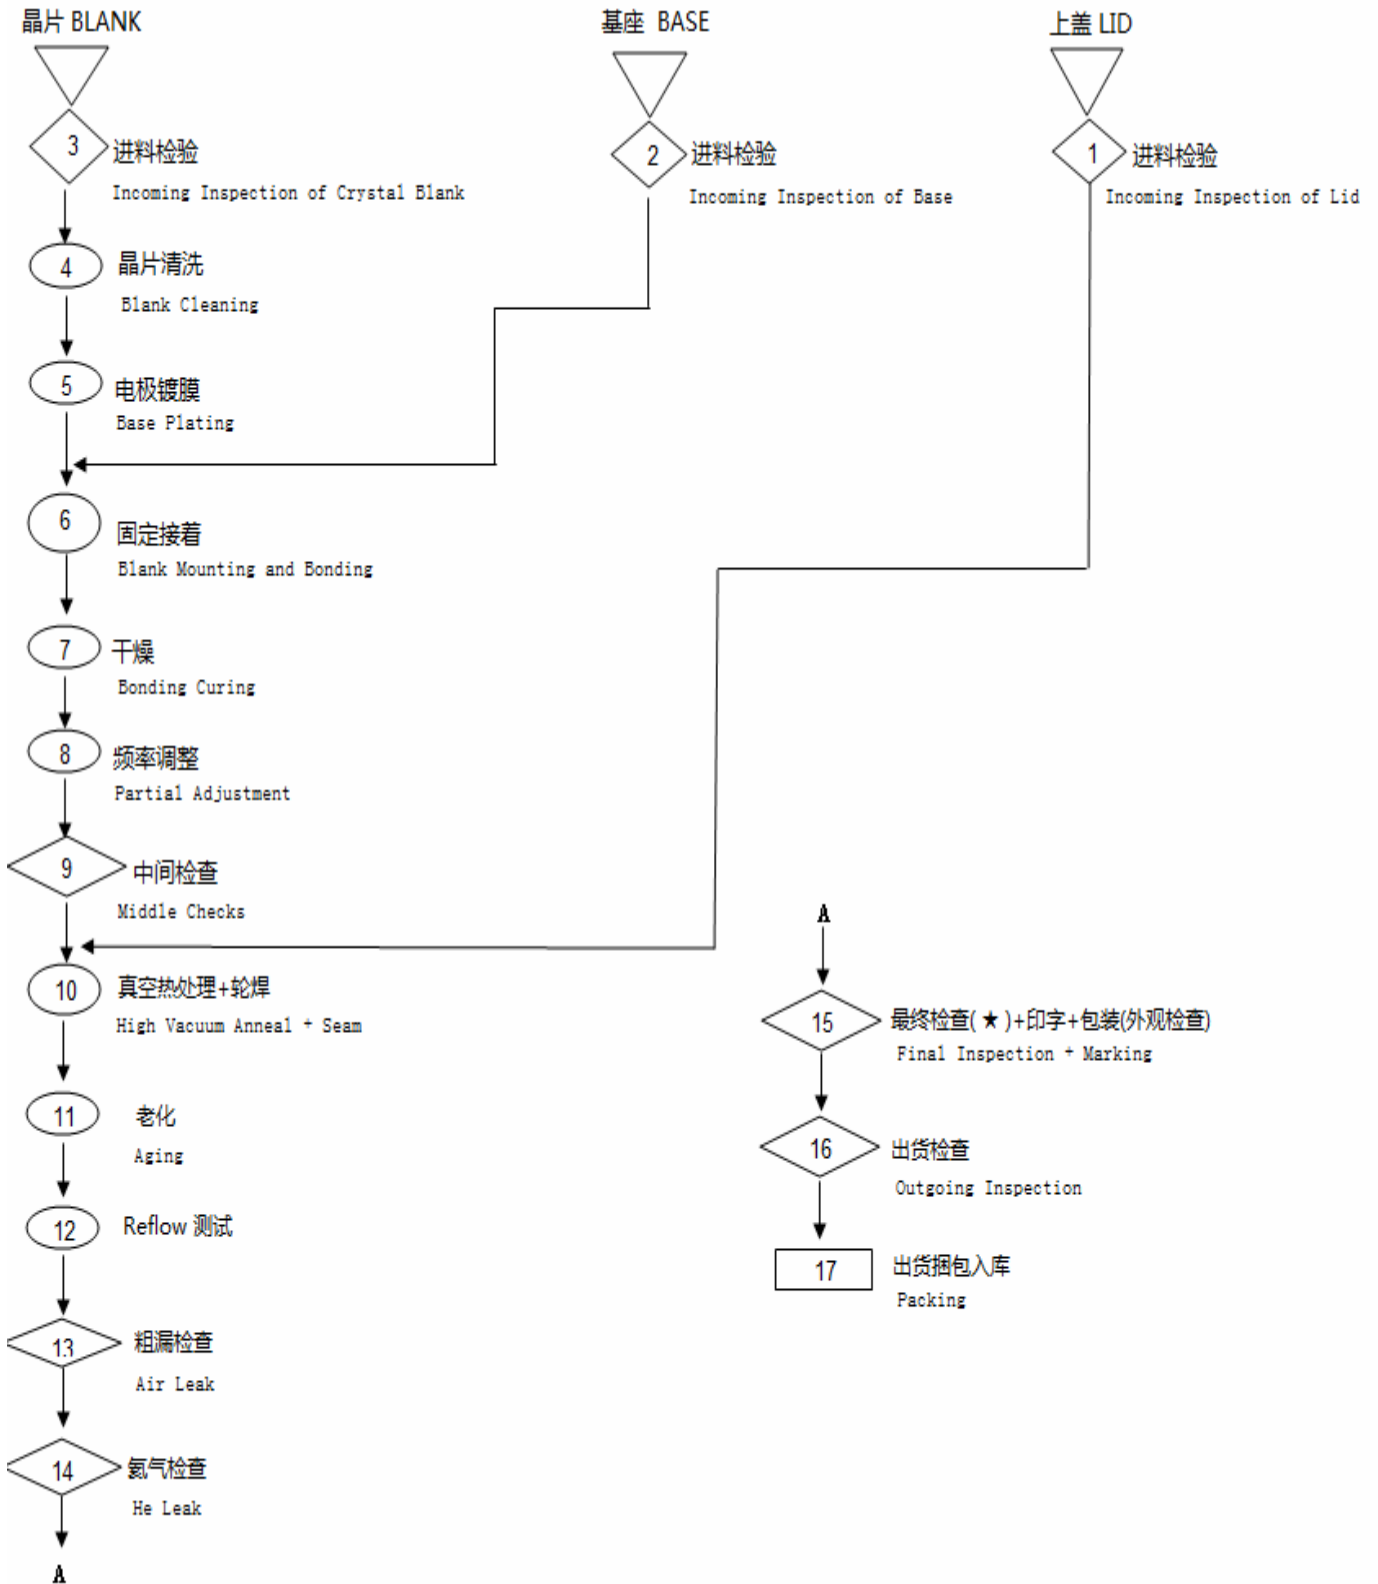 晶片 BLANK
基座 BASE
上盖 LID
3
进料检验
Incoming Inspection of Crystal Blank
2
进料检验
Incoming Inspection of Base
1
进料检验
Incoming Inspection of Lid
4
晶片清洗
Blank Cleaning
5
电极镀膜
Base Plating
6
固定接着
Blank Mounting and Bonding
7
干燥
Bonding Curing
8
频率调整
Partial Adjustment
9
中间检查
Middle Checks
10
真空热处理+轮焊
High Vacuum Anneal + Seam
11
老化
Aging
12
Reflow 测试
13
粗漏检查
Air Leak
14
氦气检查
He Leak
A
A
15
最终检查(★)+印字+包装(外观检查)
Final Inspection + Marking
16
出货检查
Outgoing Inspection
17
出货捆包入库
Packing